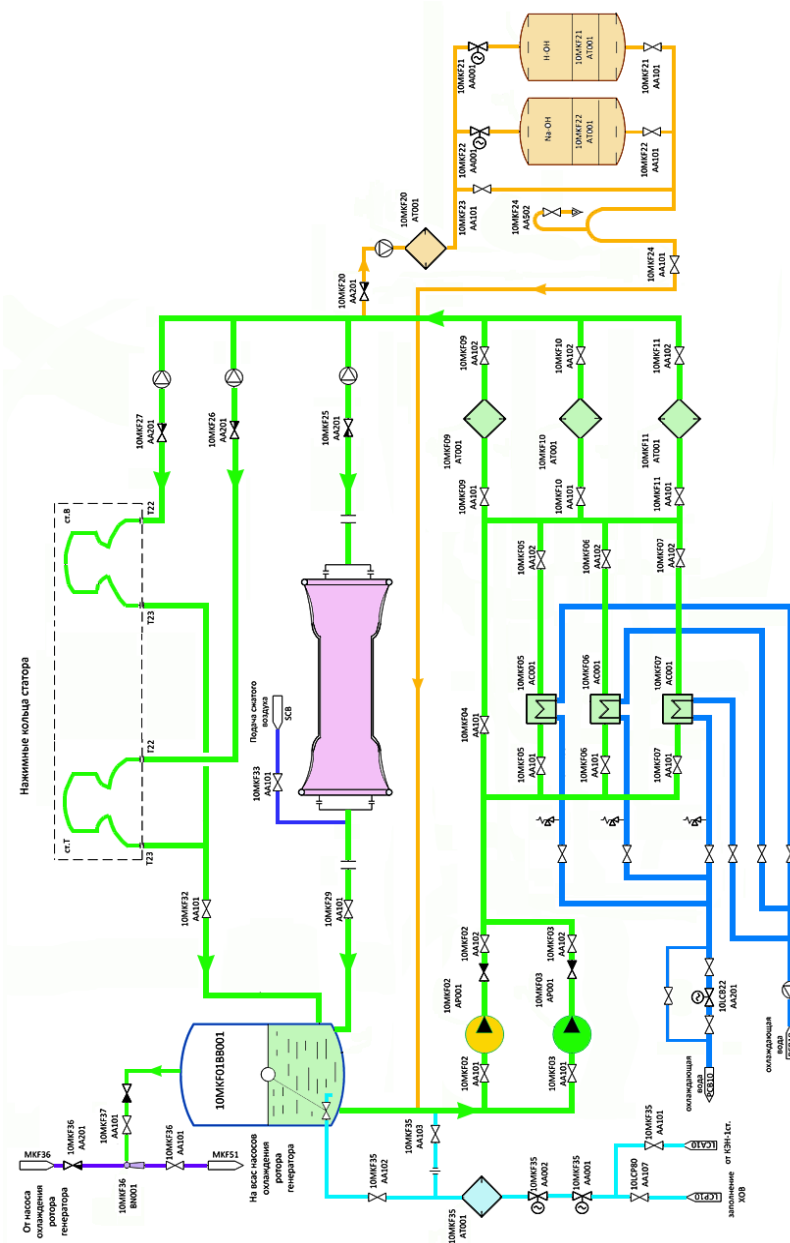 10MKF21
AA001
H-OH
10MKF21
AT001
10MKF21
AA101
10MKF22
AA001
Na-OH
10MKF22
AT001
10MKF22
AA101
10MKF23
AA101
10MKF24
AA502
10MKF24
AA101
10MKF20
AT001
10MKF20
AA201
10MKF27
AA201
10MKF26
AA201
10MKF25
AA201
10MKF09
AA102
10MKF10
AA102
10MKF11
AA102
10MKF09
AT001
10MKF10
AT001
10MKF11
AT001
10MKF09
AA101
10MKF10
AA101
10MKF11
AA101
Нажимные кольца статора
ст.В
Т22
Т23
ст.Т
Т22
Т23
Подача сжатого
воздуха
SCB
10MKF33
AA101
10MKF04
AA101
10MKF05
AA102
10MKF06
AA102
10MKF07
AA102
10MKF05
AC001
10MKF06
AC001
10MKF07
AC001
10MKF05
AA101
10MKF06
AA101
10MKF07
AA101
10MKF32
AA101
10MKF29
AA101
10MKF02
AA102
10MKF03
AA102
10MKF02
AP001
10MKF03
AP001
10MKF02
AA101
10MKF03
AA101
10LCB22
AA201
охлаждающая
вода
PCB10
охлаждающая
вода
10MKF01BB001
10MKF37
AA101
10MKF36
AA201
MKF36
От насоса
охлаждения
ротора
генератора
10MKF36
BN001
10MKF36
AA101
MKF51
На всас насосов
охлаждения
ротора
генератора
10MKF35
AA103
10MKF35
AA102
10MKF35
AT001
10MKF35
AA002
10MKF35
AA001
10LCP80
AA107
10MKF35
AA101
LCP10
заполнение
ХОВ
LCA10
от КЭН-1ст.